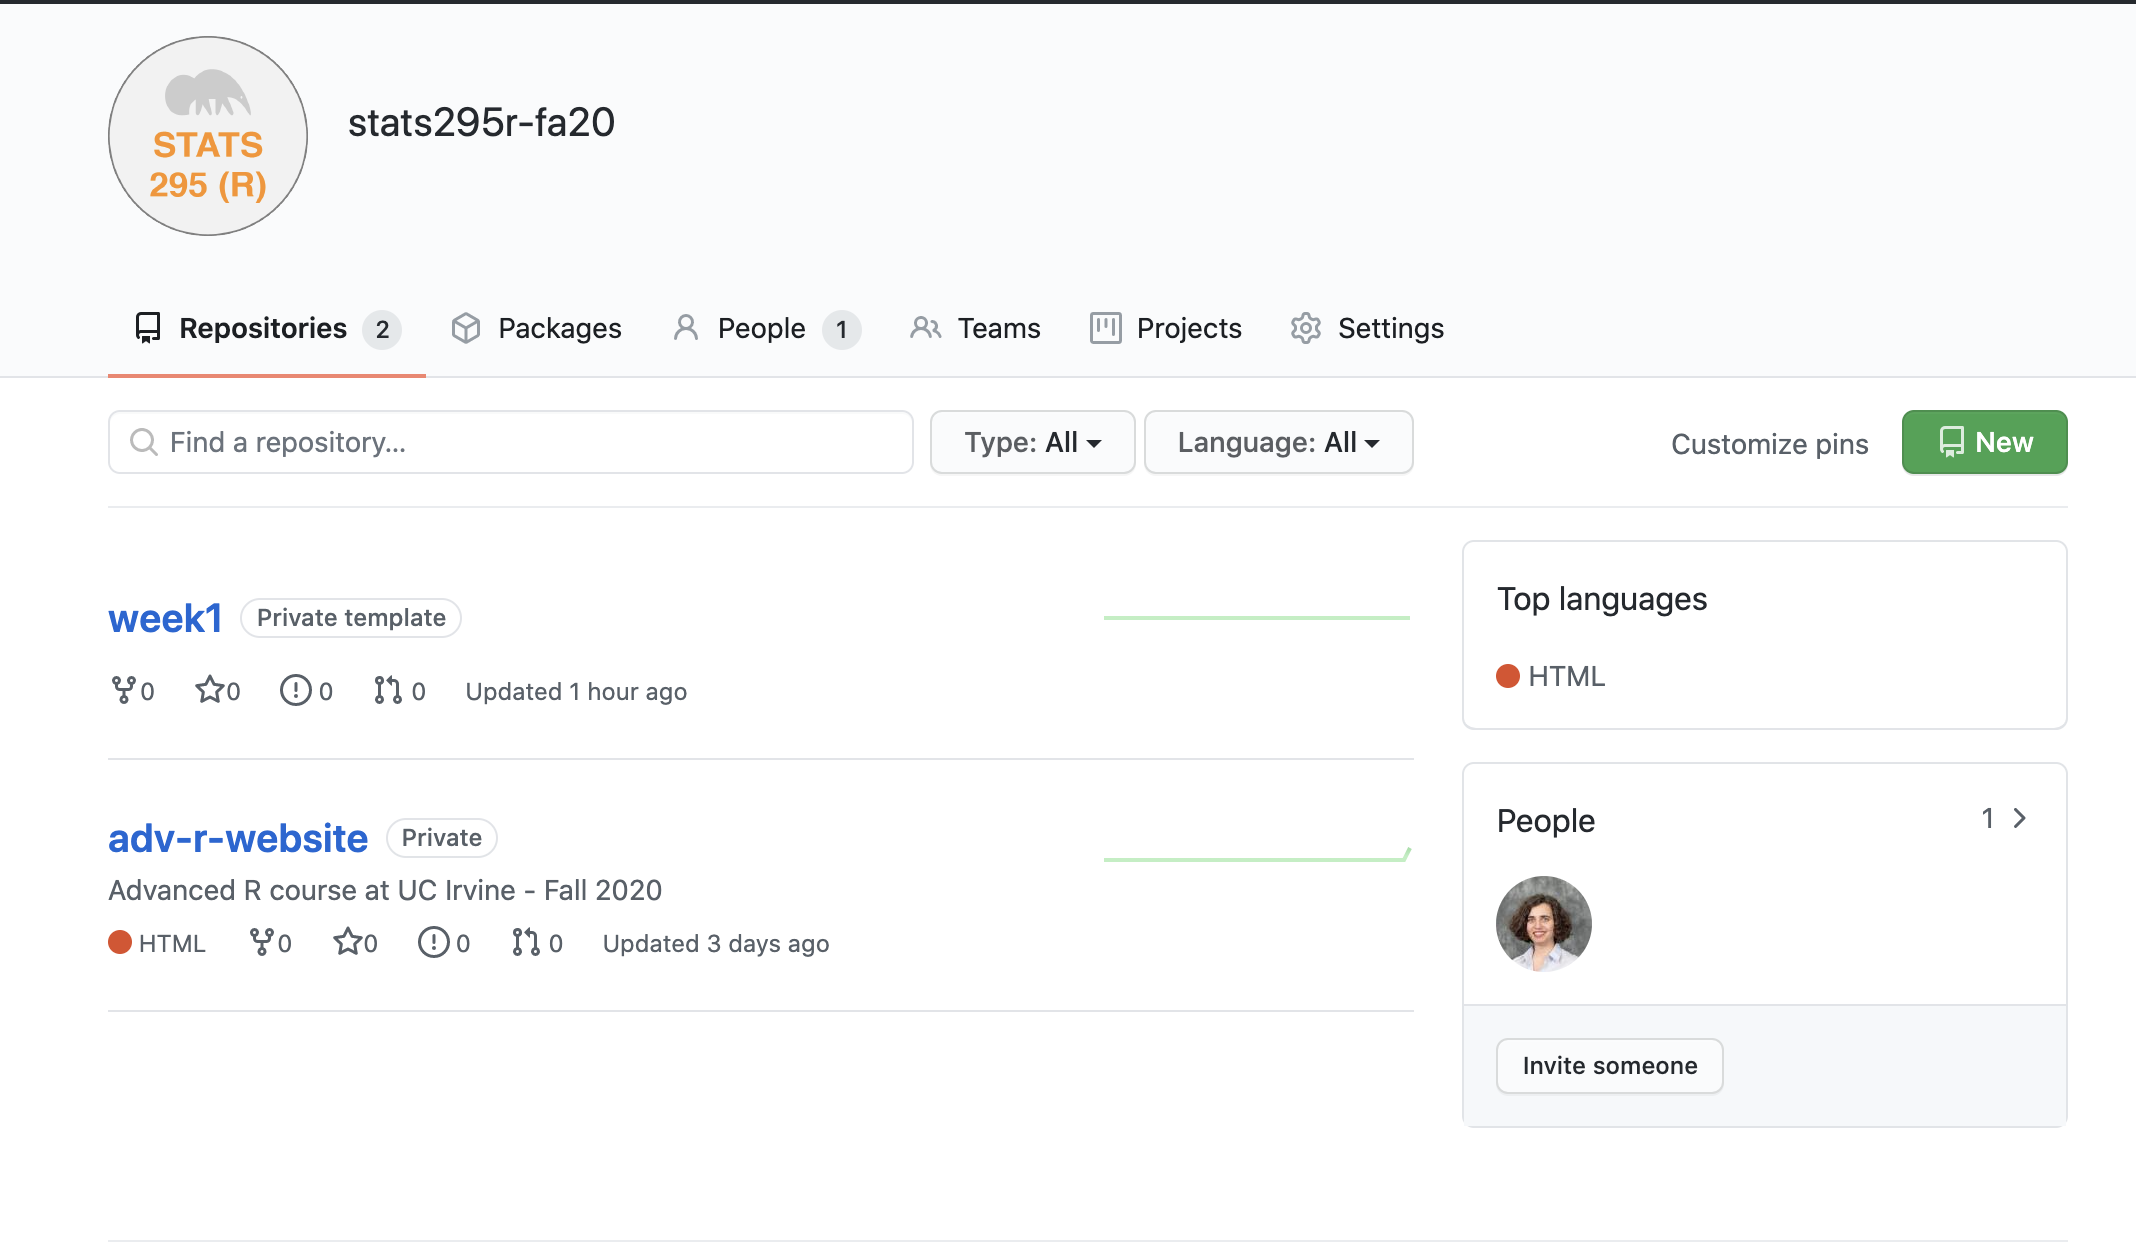 STATS
295 (R)
stats295r-fa20
Repositories 2 Packages People 1 Teams Projects Settings
Find a repository... Type: All Language: All Customize pins New
week1 Private template
0 0 0 0 Updated 1 hour ago
adv-r-website Private
Advanced R course at UC Irvine - Fall 2020
HTML 0 0 0 0 Updated 3 days ago
Top languages
HTML
People 1
Invite someone